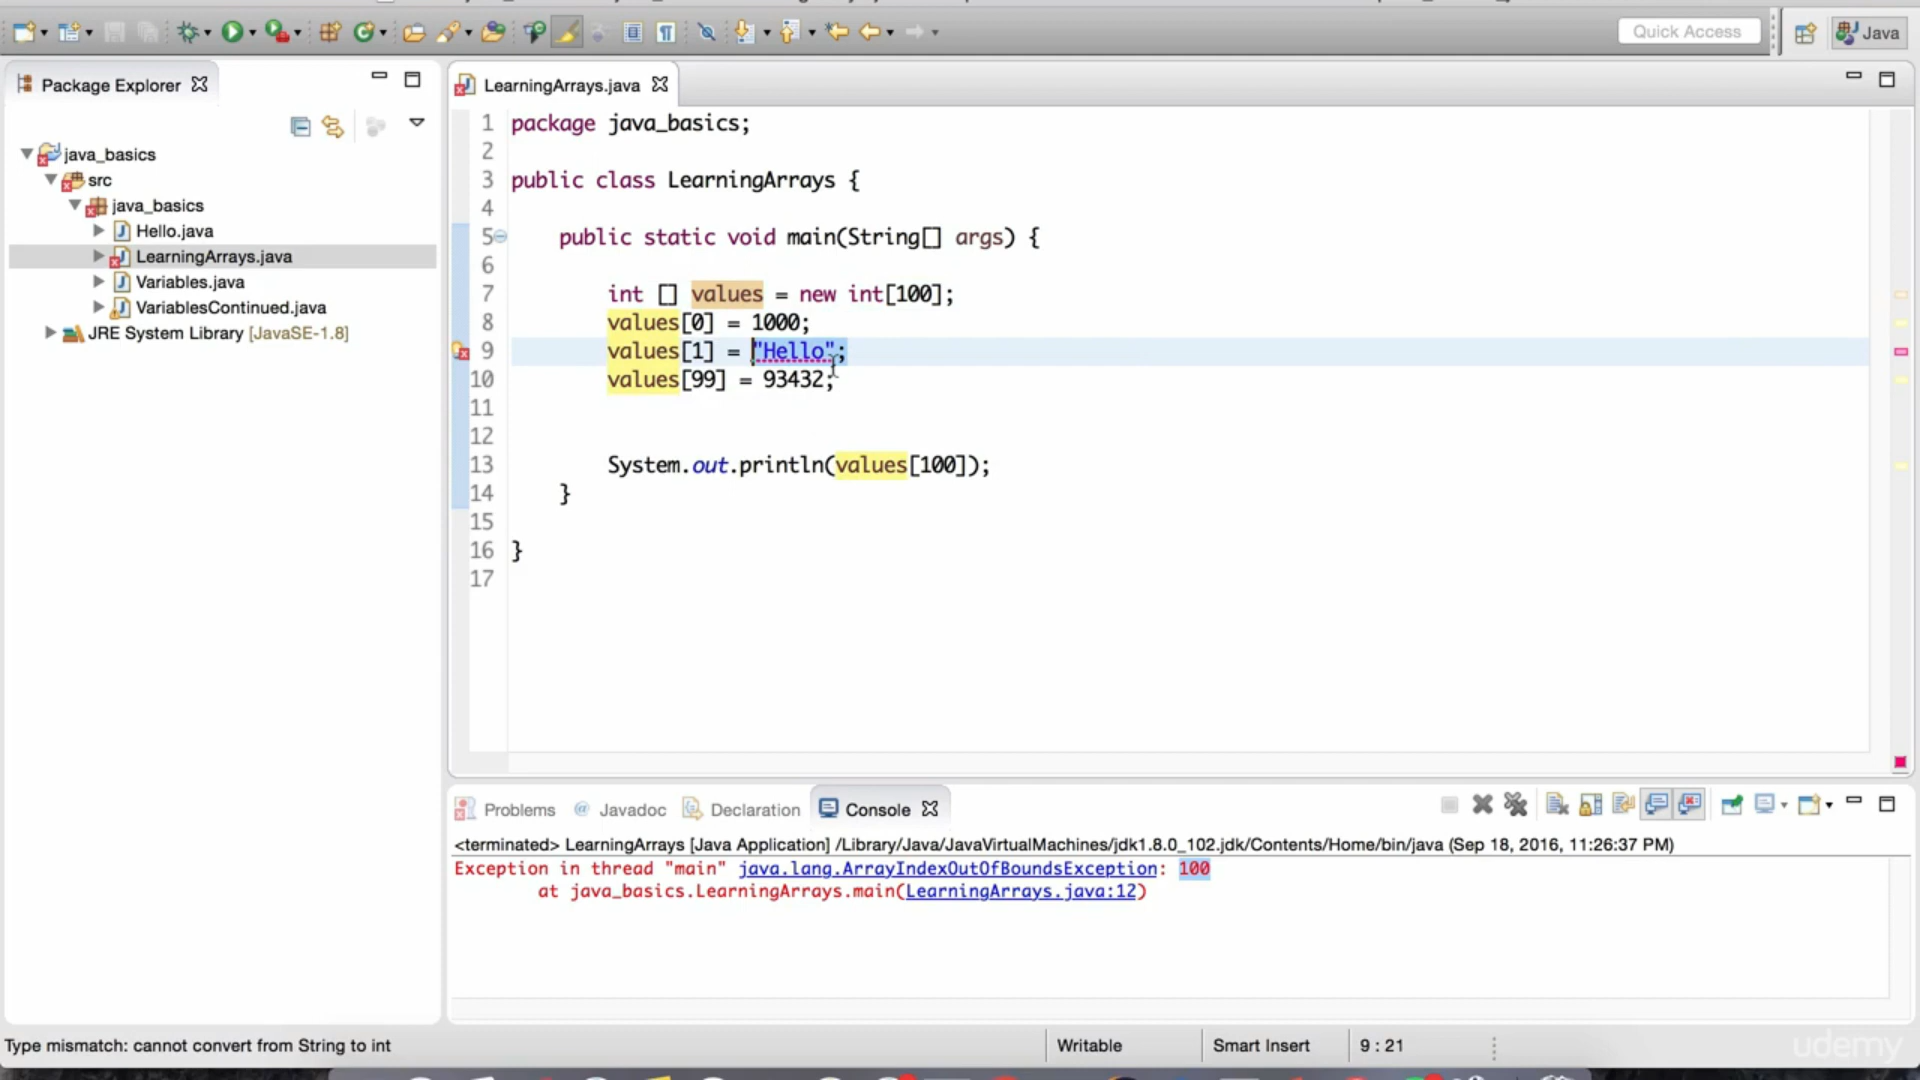 Quick Access
Java
Package Explorer
LearningArrays.java
java_basics
src
java_basics
Hello.java
LearningArrays.java
Variables.java
VariablesContinued.java
JRE System Library [JavaSE-1.8]
1 package java_basics;
2
3 public class LearningArrays {
4
5 public static void main(String[] args) {
6
7 int [] values = new int[100];
8 values[0] = 1000;
9 values[1] = "Hello";
10 values[99] = 93432;
11
12
13 System.out.println(values[100]);
14 }
15
16 }
17
Problems @ Javadoc Declaration Console
<terminated> LearningArrays [Java Application] /Library/Java/JavaVirtualMachines/jdk1.8.0_102.jdk/Contents/Home/bin/java (Sep 18, 2016, 11:26:37 PM)
Exception in thread "main" java.lang.ArrayIndexOutOfBoundsException: 100
at java_basics.LearningArrays.main(LearningArrays.java:12)
Type mismatch: cannot convert from String to int
Writable
Smart Insert
9 : 21
udemy